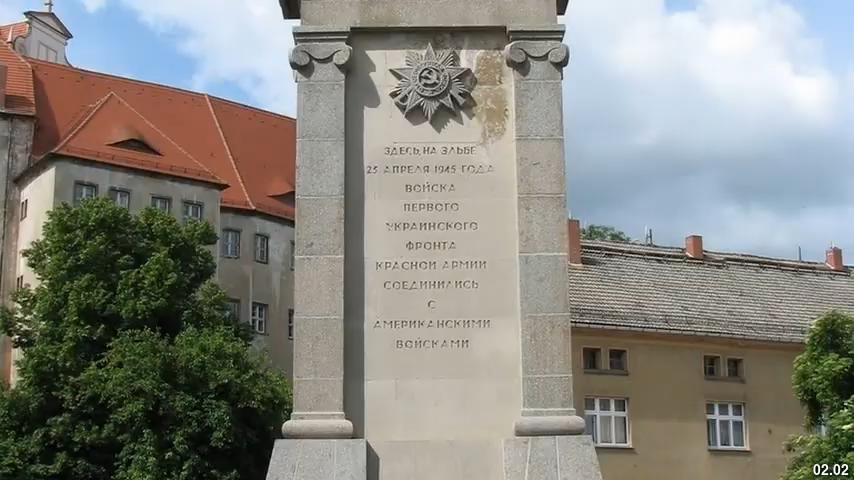 ЗДЕСЬ, НА ЭЛЬБЕ
25 АПРЕЛЯ 1945 ГОДА
ВОЙСКА
ПЕРВОГО
УКРАИНСКОГО
ФРОНТА
КРАСНОЙ АРМИИ
СОЕДИНИЛИСЬ
С
АМЕРИКАНСКИМИ
ВОЙСКАМИ
02.02